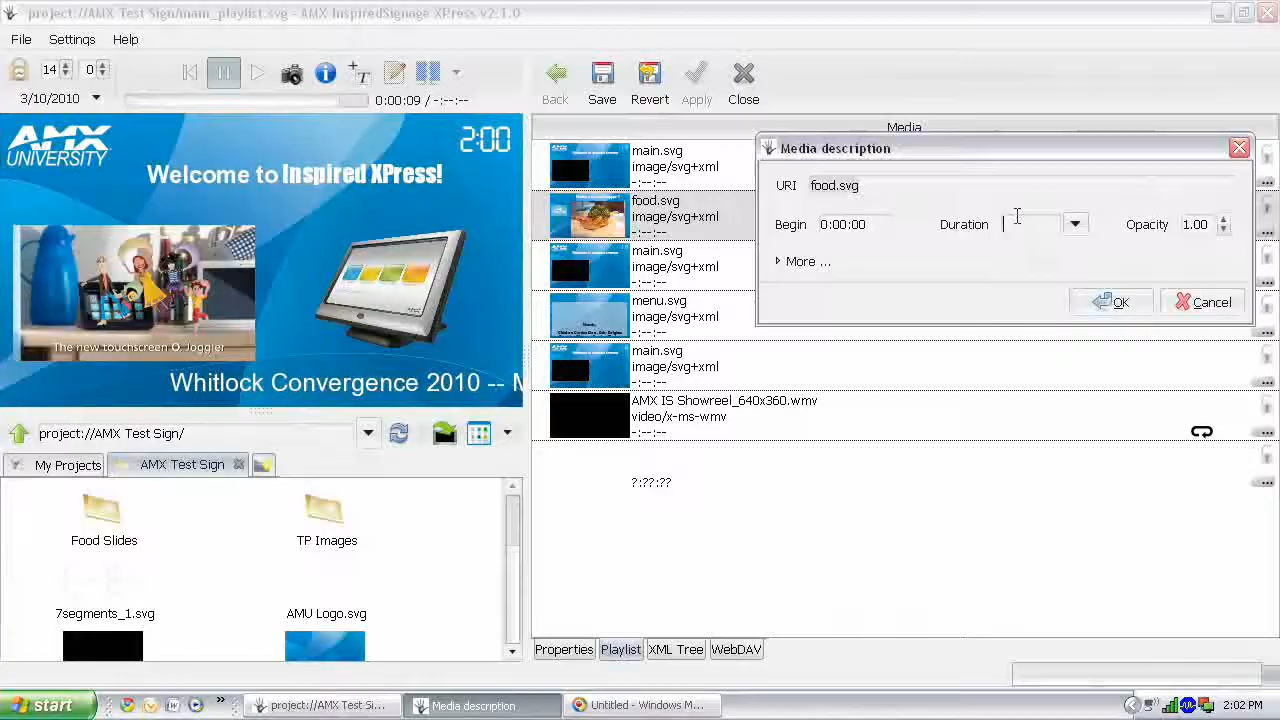 project://AMX Test Sign/main_playlist.svg - AMX InspiredSignage XPress v2.1.0
File Settings Help
14 0
3/10/2010 0:00:09 / -:--:--
Back Save Revert Apply Close
AMX UNIVERSITY
2:00
Welcome to Inspired XPress!
The new touchscreen O, Joggler
Whitlock Convergence 2010 -- M
project://AMX Test Sign/
My Projects AMX Test Sign
Food Slides TP Images
7segments_1.svg AMU Logo.svg
Media
main.svg
image/svg+xml
-:--:--
food.svg
image/svg+xml
-:--:--
main.svg
image/svg+xml
-:--:--
menu.svg
image/svg+xml
-:--:--
main.svg
image/svg+xml
-:--:--
AMX IS Showreel_640x360.wmv
video/x-ms-wmv
-:--:--
?:??:??
Media description
URI food.svg
Begin 0:00:00 Duration Opacity 1.00
More ...
OK Cancel
Properties Playlist XML Tree WebDAV
start project://AMX Test Si... Media description Untitled - Windows M... 2:02 PM